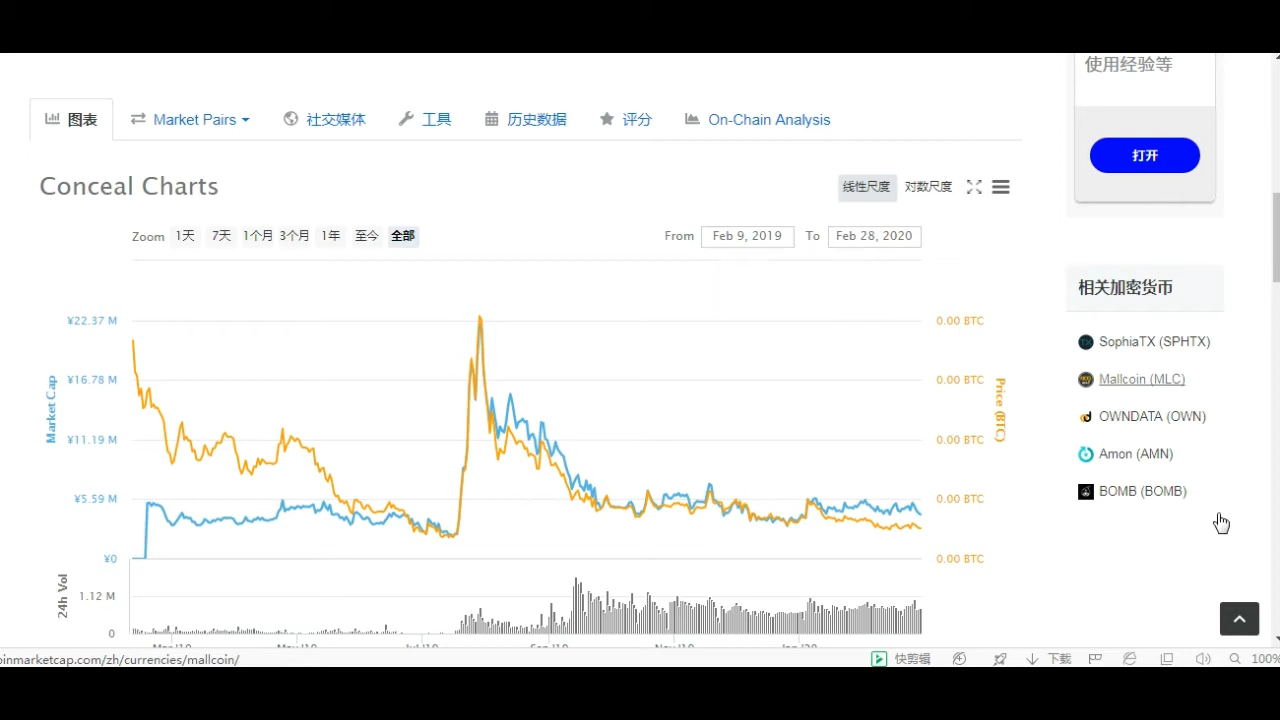 使用经验等
图表 Market Pairs 社交媒体 工具 历史数据 评分 On-Chain Analysis
打开
Conceal Charts
线性尺度 对数尺度
Zoom 1天 7天 1个月 3个月 1年 至今 全部
From Feb 9, 2019 To Feb 28, 2020
相关加密货币
¥22.37 M 0.00 BTC
SophiaTX (SPHTX)
¥16.78 M 0.00 BTC
Mallcoin (MLC)
Market Cap
Price (BTC)
OWNDATA (OWN)
¥11.19 M 0.00 BTC
Amon (AMN)
¥5.59 M 0.00 BTC
BOMB (BOMB)
¥0 0.00 BTC
24h Vol
1.12 M
0
inmarketcap.com/zh/currencies/mallcoin/
快剪辑 下载 100%